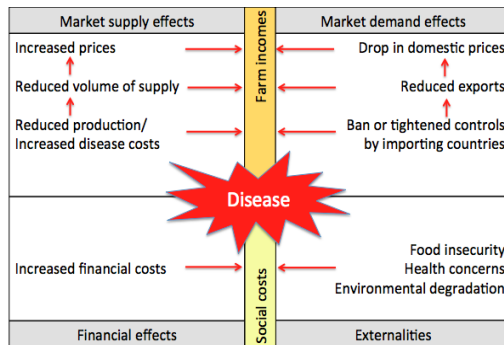 Market supply effects
Market demand effects
Increased prices
Drop in domestic prices
Reduced volume of supply
Reduced exports
Reduced production/
Increased disease costs
Ban or tightened controls
by importing countries
Farm incomes
Disease
Increased financial costs
Food insecurity
Health concerns
Environmental degradation
Social costs
Financial effects
Externalities